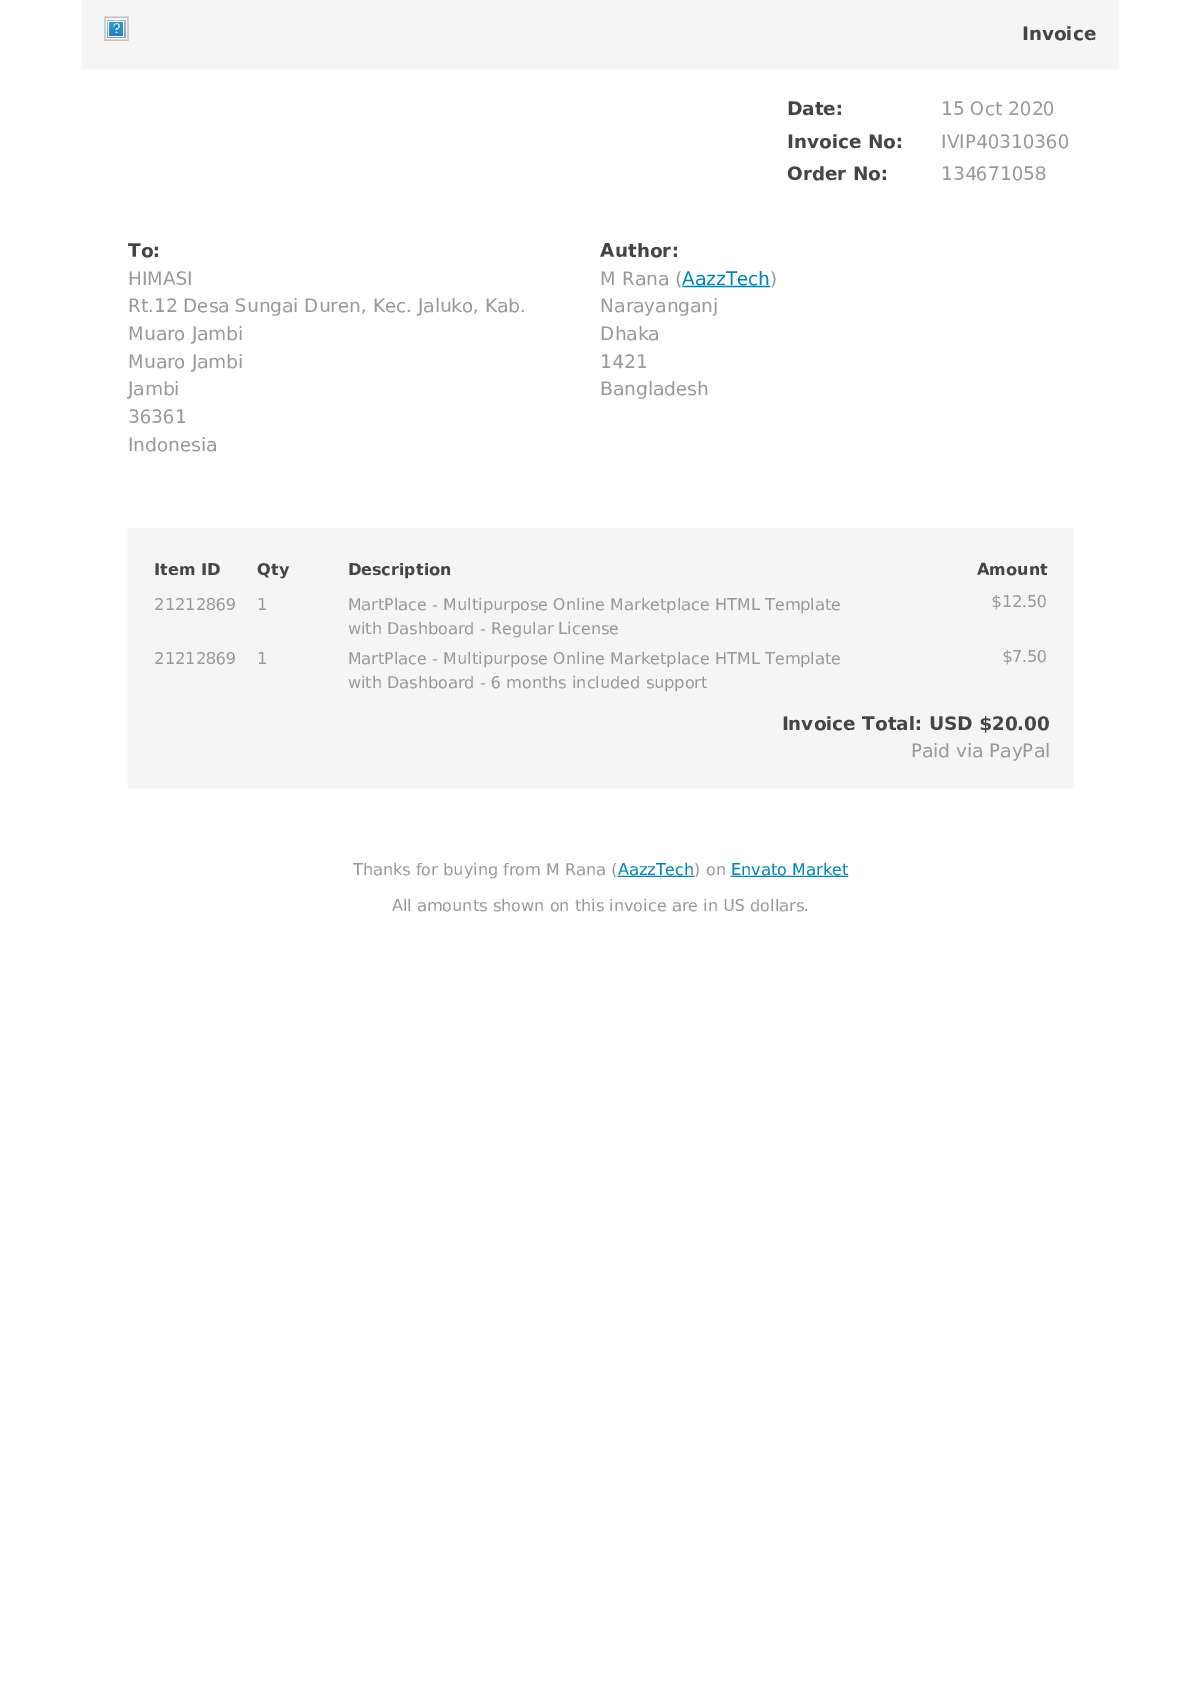 Invoice
Date: 15 Oct 2020
Invoice No: IVIP40310360
Order No: 134671058
To:
HIMASI
Rt.12 Desa Sungai Duren, Kec. Jaluko, Kab.
Muaro Jambi
Muaro Jambi
Jambi
36361
Indonesia
Author:
M Rana (AazzTech)
Narayanganj
Dhaka
1421
Bangladesh
Item ID Qty Description Amount
21212869 1 MartPlace - Multipurpose Online Marketplace HTML Template $12.50
with Dashboard - Regular License
21212869 1 MartPlace - Multipurpose Online Marketplace HTML Template $7.50
with Dashboard - 6 months included support
Invoice Total: USD $20.00
Paid via PayPal
Thanks for buying from M Rana (AazzTech) on Envato Market
All amounts shown on this invoice are in US dollars.